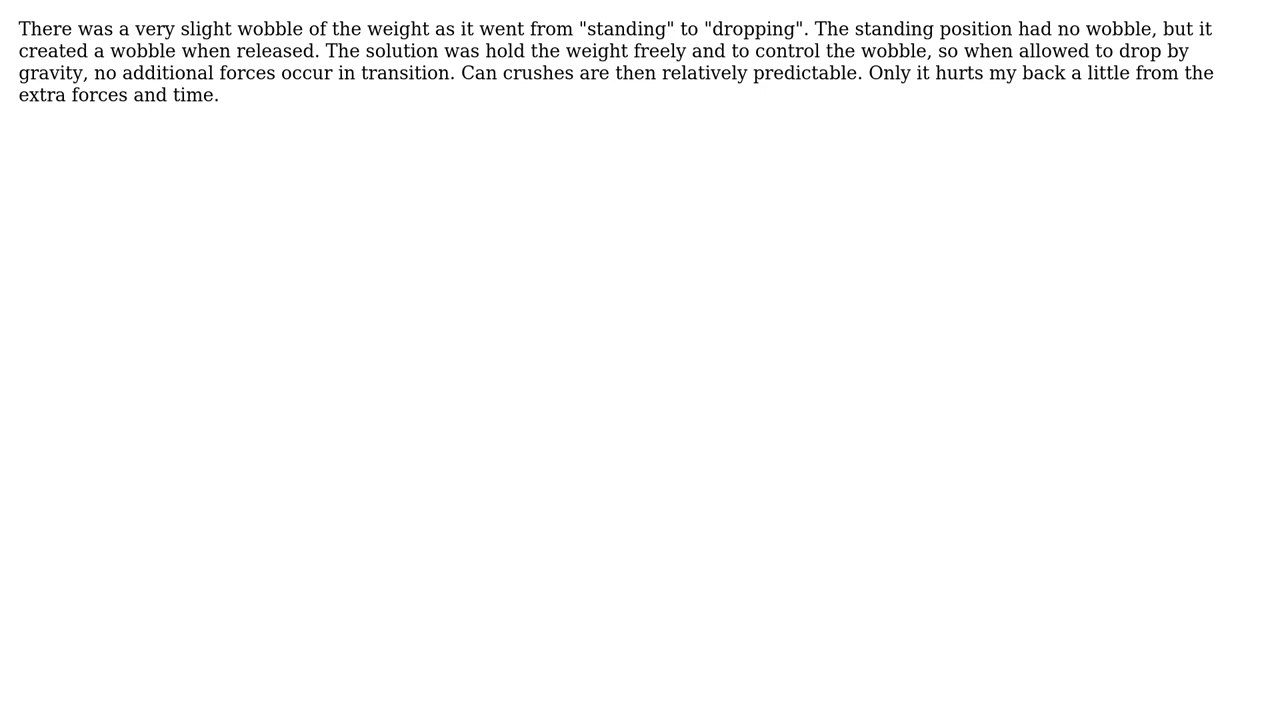 There was a very slight wobble of the weight as it went from "standing" to "dropping". The standing position had no wobble, but it
created a wobble when released. The solution was hold the weight freely and to control the wobble, so when allowed to drop by
gravity, no additional forces occur in transition. Can crushes are then relatively predictable. Only it hurts my back a little from the
extra forces and time.